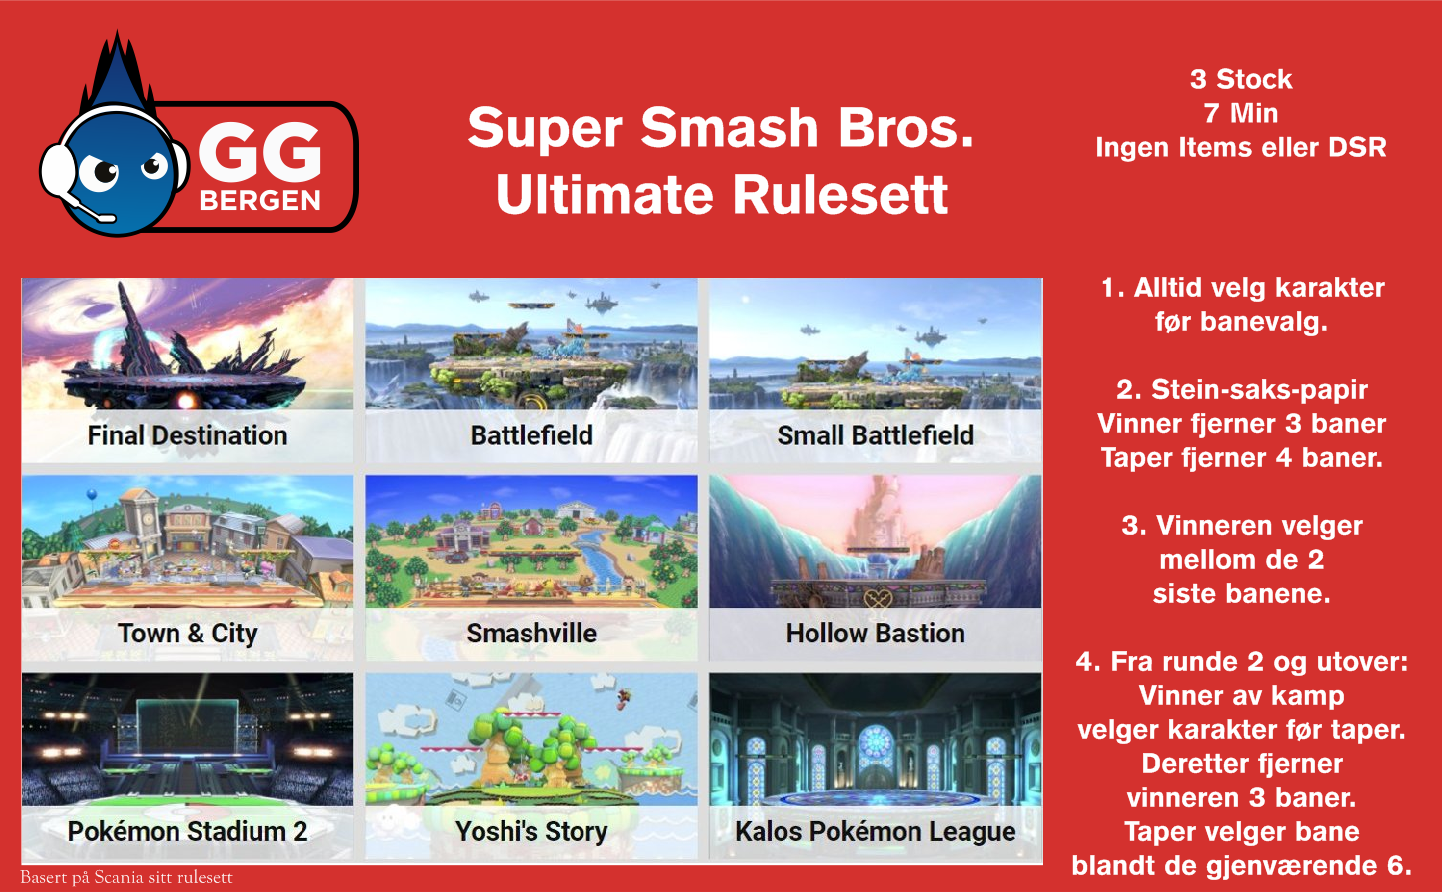 GG
BERGEN
Super Smash Bros.
Ultimate Rulesett
3 Stock
7 Min
Ingen Items eller DSR
Final Destination
Battlefield
Small Battlefield
Town & City
Smashville
Hollow Bastion
Pokémon Stadium 2
Yoshi's Story
Kalos Pokémon League
1. Alltid velg karakter
før banevalg.
2. Stein-saks-papir
Vinner fjerner 3 baner
Taper fjerner 4 baner.
3. Vinneren velger
mellom de 2
siste banene.
4. Fra runde 2 og utover:
Vinner av kamp
velger karakter før taper.
Deretter fjerner
vinneren 3 baner.
Taper velger bane
blandt de gjenværende 6.
Basert på Scania sitt rulesett